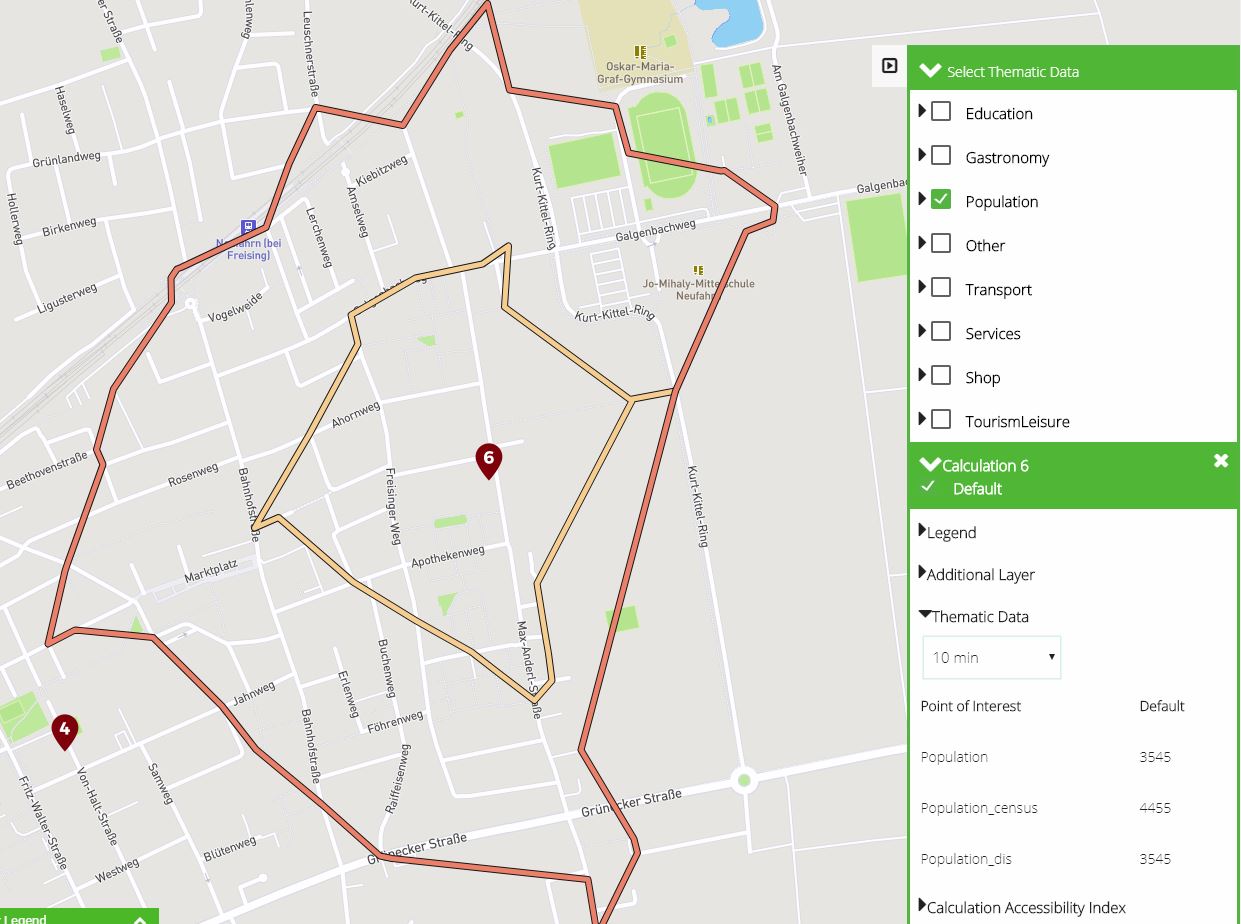 Haselweg
Grünlandweg
Hollerweg
Birkenweg
Ligusterweg
Leuschnerstraße
Kurt-Kittel-Ring
Oskar-Maria-
Graf-Gymnasium
Am Galgenbachweiher
Kiebitzweg
Amselweg
Lerchenweg
Kurt-Kittel-Ring
Galgenbachweg
Freising)
Vogelweide
Jo-Mihaly-Mittelschule
Kurt-Kittel-Ring
Ahornweg
Beethovenstraße
Rosenweg
Bahnhofstraße
Freisinger Weg
6
Kurt-Kittel-Ring
Marktplatz
Apothekenweg
Max-Anderl-Straße
Buchenweg
Erlenweg
Jahnweg
Föhrenweg
Bahnhofstraße
4
Raiffeisenweg
Fritz-Walter-Straße
Von-Halt-Straße
Samweg
Grünecker Straße
Grünecker Straße
Blütenweg
Westweg
Legend
Select Thematic Data
Education
Gastronomy
Population
Other
Transport
Services
Shop
TourismLeisure
Calculation 6
Default
Legend
Additional Layer
Thematic Data
10 min
Point of Interest Default
Population 3545
Population_census 4455
Population_dis 3545
Calculation Accessibility Index